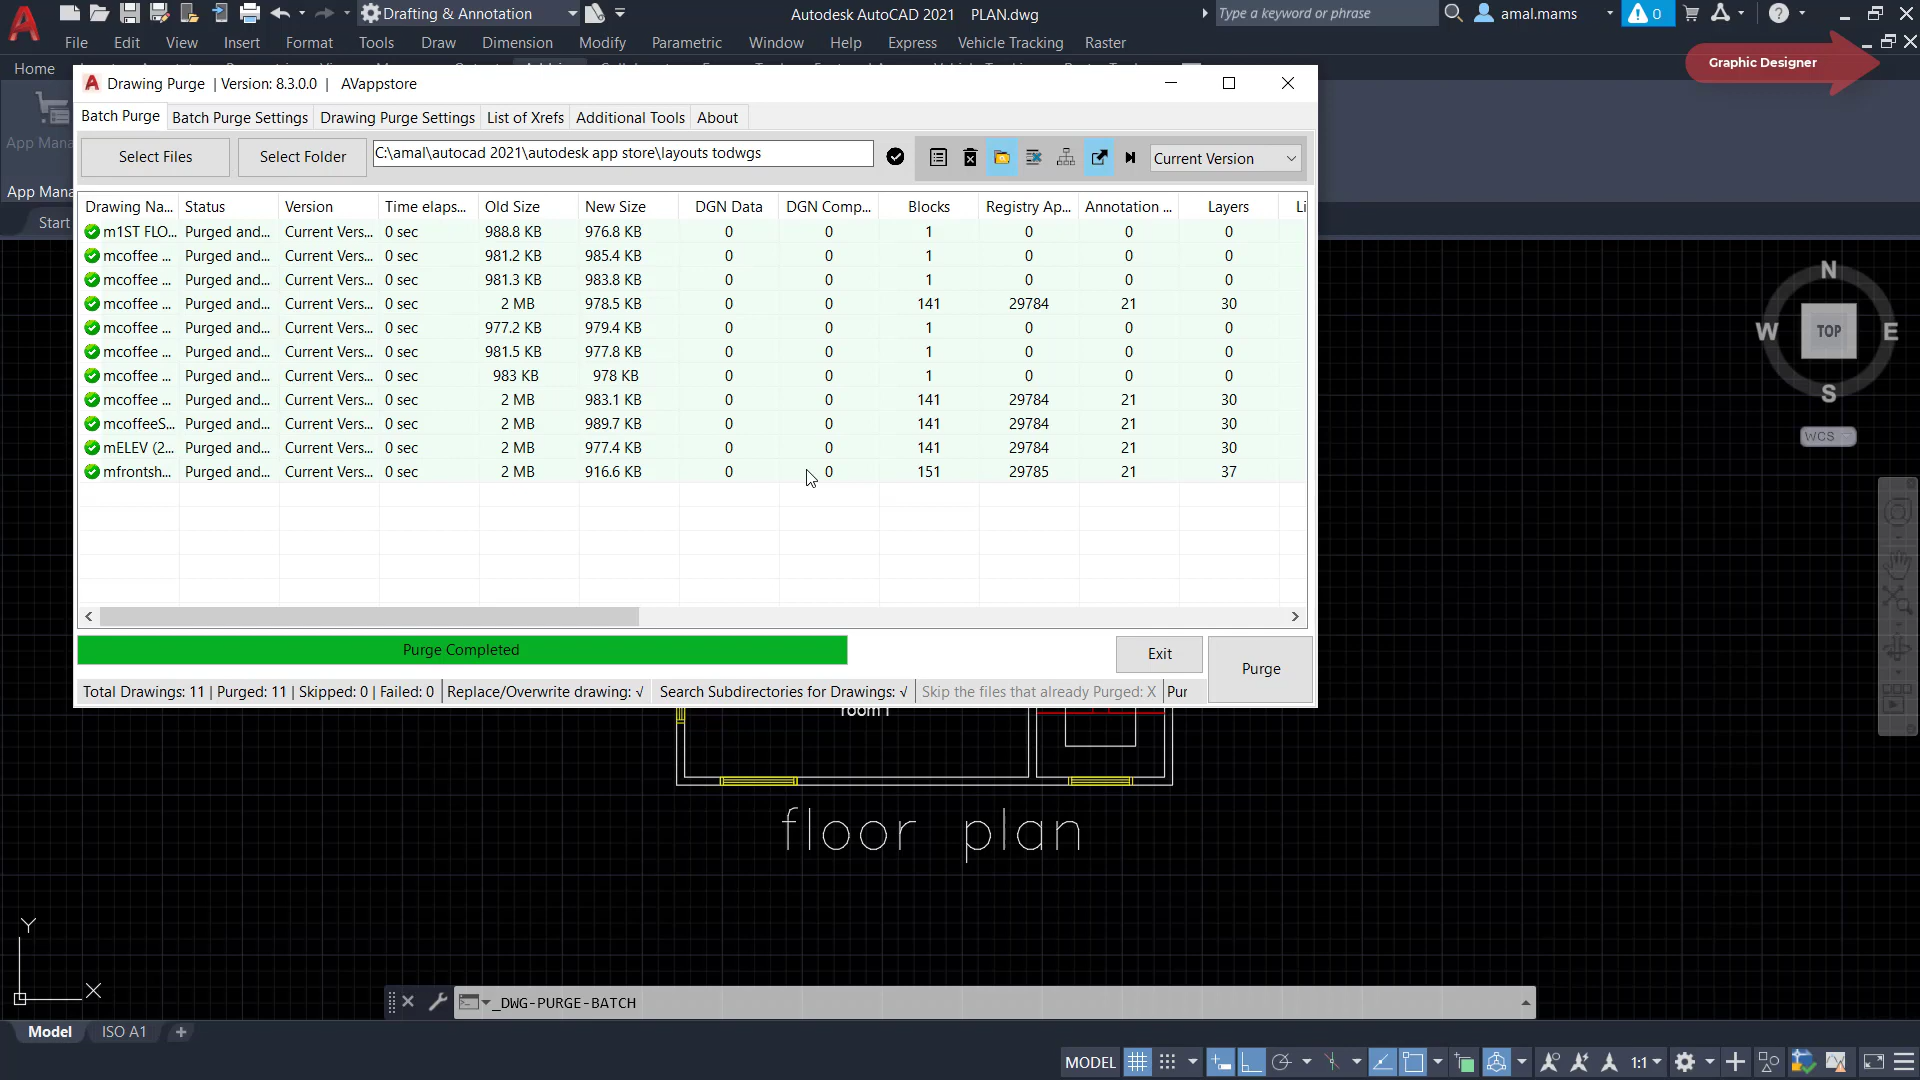 Drafting & Annotation
Autodesk AutoCAD 2021 PLAN.dwg
Type a keyword or phrase
amal.mams
0
File Edit View Insert Format Tools Draw Dimension Modify Parametric Window Help Express Vehicle Tracking Raster
Home
Graphic Designer
App Mana
App Mana
Start
Drawing Purge | Version: 8.3.0.0 | AVappstore
Batch Purge Batch Purge Settings Drawing Purge Settings List of Xrefs Additional Tools About
Select Files Select Folder C:\amal\autocad 2021\autodesk app store\layouts todwgs Current Version
Drawing Na... Status Version Time elaps... Old Size New Size DGN Data DGN Comp... Blocks Registry Ap... Annotation ... Layers Li
m1ST FLO... Purged and... Current Vers... 0 sec 988.8 KB 976.8 KB 0 0 1 0 0 0
mcoffee ... Purged and... Current Vers... 0 sec 981.2 KB 985.4 KB 0 0 1 0 0 0
mcoffee ... Purged and... Current Vers... 0 sec 981.3 KB 983.8 KB 0 0 1 0 0 0
mcoffee ... Purged and... Current Vers... 0 sec 2 MB 978.5 KB 0 0 141 29784 21 30
mcoffee ... Purged and... Current Vers... 0 sec 977.2 KB 979.4 KB 0 0 1 0 0 0
mcoffee ... Purged and... Current Vers... 0 sec 981.5 KB 977.8 KB 0 0 1 0 0 0
mcoffee ... Purged and... Current Vers... 0 sec 983 KB 978 KB 0 0 1 0 0 0
mcoffee ... Purged and... Current Vers... 0 sec 2 MB 983.1 KB 0 0 141 29784 21 30
mcoffeeS... Purged and... Current Vers... 0 sec 2 MB 989.7 KB 0 0 141 29784 21 30
mELEV (2... Purged and... Current Vers... 0 sec 2 MB 977.4 KB 0 0 141 29784 21 30
mfrontsh... Purged and... Current Vers... 0 sec 2 MB 916.6 KB 0 0 151 29785 21 37
Purge Completed
Exit
Purge
Total Drawings: 11 | Purged: 11 | Skipped: 0 | Failed: 0 Replace/Overwrite drawing: √ Search Subdirectories for Drawings: √ Skip the files that already Purged: X Pur
N
W TOP E
S
WCS
room1
floor plan
Y
X
_DWG-PURGE-BATCH
Model ISO A1 +
MODEL 1:1